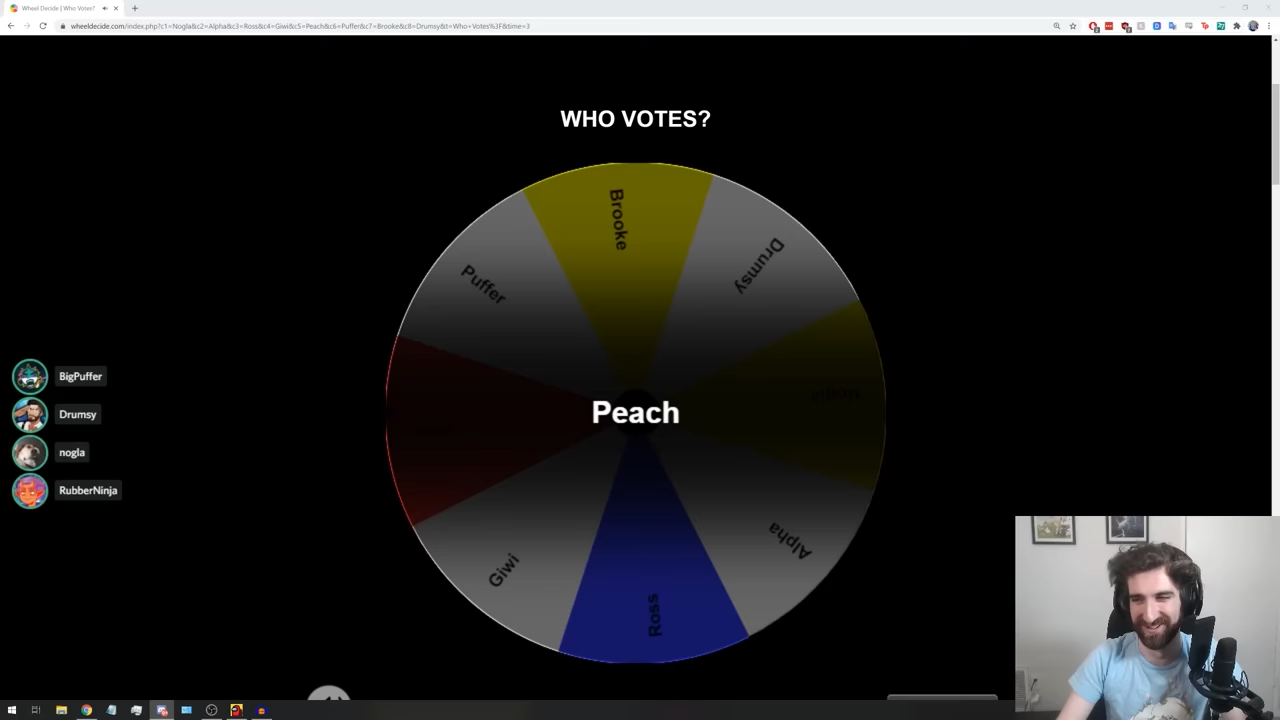 Wheel Decide | Who Votes?
wheeldecide.com/index.php?c1=Nogla&c2=Alpha&c3=Ross&c4=Giwi&c5=Peach&c6=Puffer&c7=Brooke&c8=Drumsy&t=Who+Votes%3F&time=3
WHO VOTES?
Brooke
Drumsy
Puffer
Nogla
Peach
Alpha
Giwi
Ross
BigPuffer
Drumsy
nogla
RubberNinja